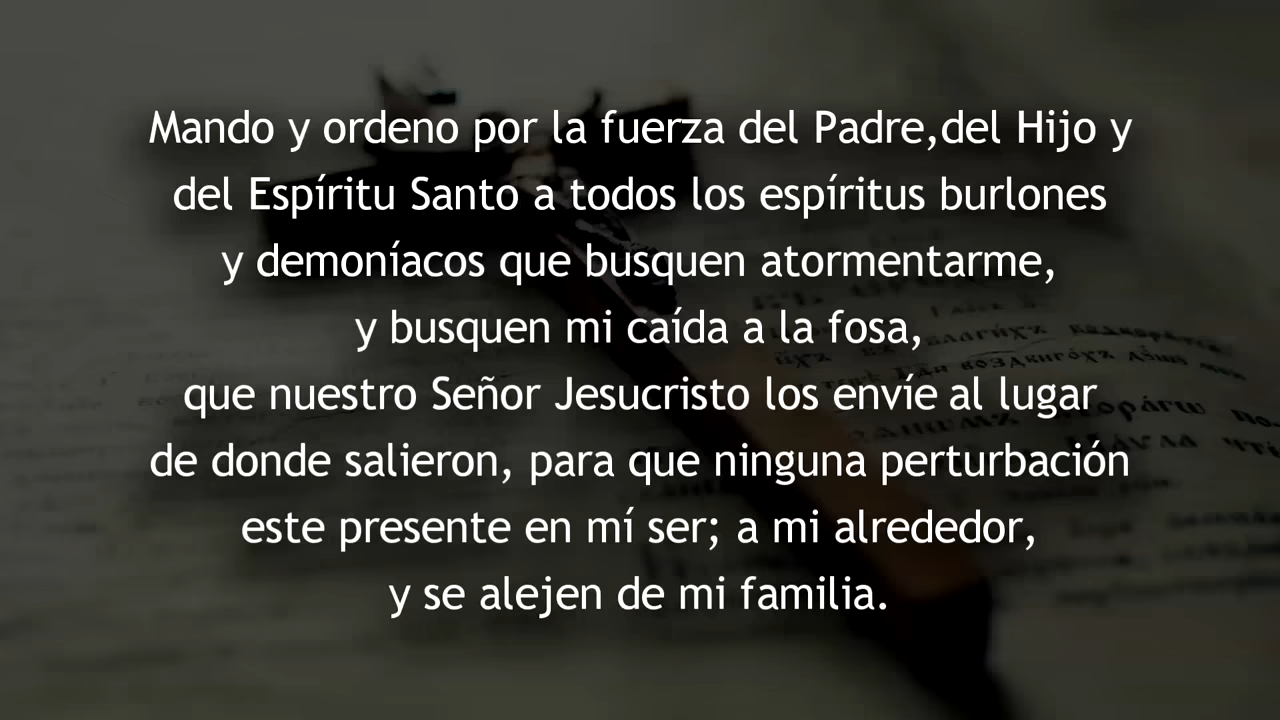 Mando y ordeno por la fuerza del Padre,del Hijo y
del Espíritu Santo a todos los espíritus burlones
y demoníacos que busquen atormentarme,
y busquen mi caída a la fosa,
que nuestro Señor Jesucristo los envíe al lugar
de donde salieron, para que ninguna perturbación
este presente en mí ser; a mi alrededor,
y se alejen de mi familia.